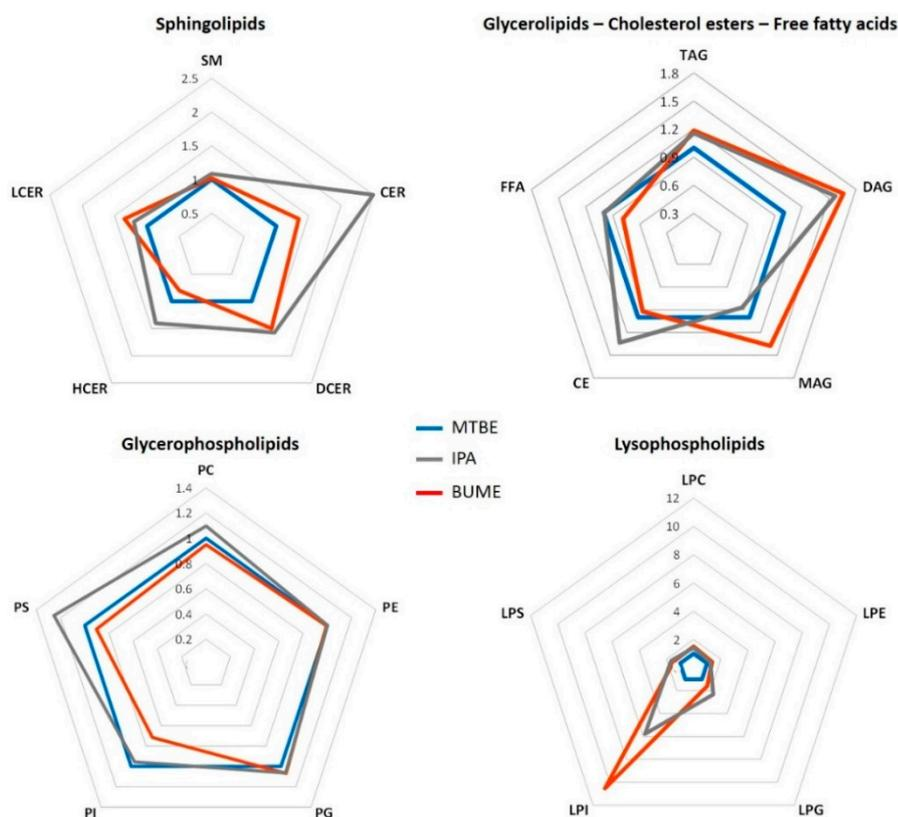 Sphingolipids
SM
2.5
2
1.5
1
0.5
CER
DCER
HCER
LCER
Glycerolipids – Cholesterol esters – Free fatty acids
TAG
1.8
1.5
1.2
0.9
0.6
0.3
DAG
MAG
CE
FFA
MTBE
IPA
BUME
Glycerophospholipids
PC
1.4
1.2
1
0.8
0.6
0.4
0.2
PE
PG
PI
PS
Lysophospholipids
LPC
12
10
8
6
4
2
LPE
LPG
LPI
LPS